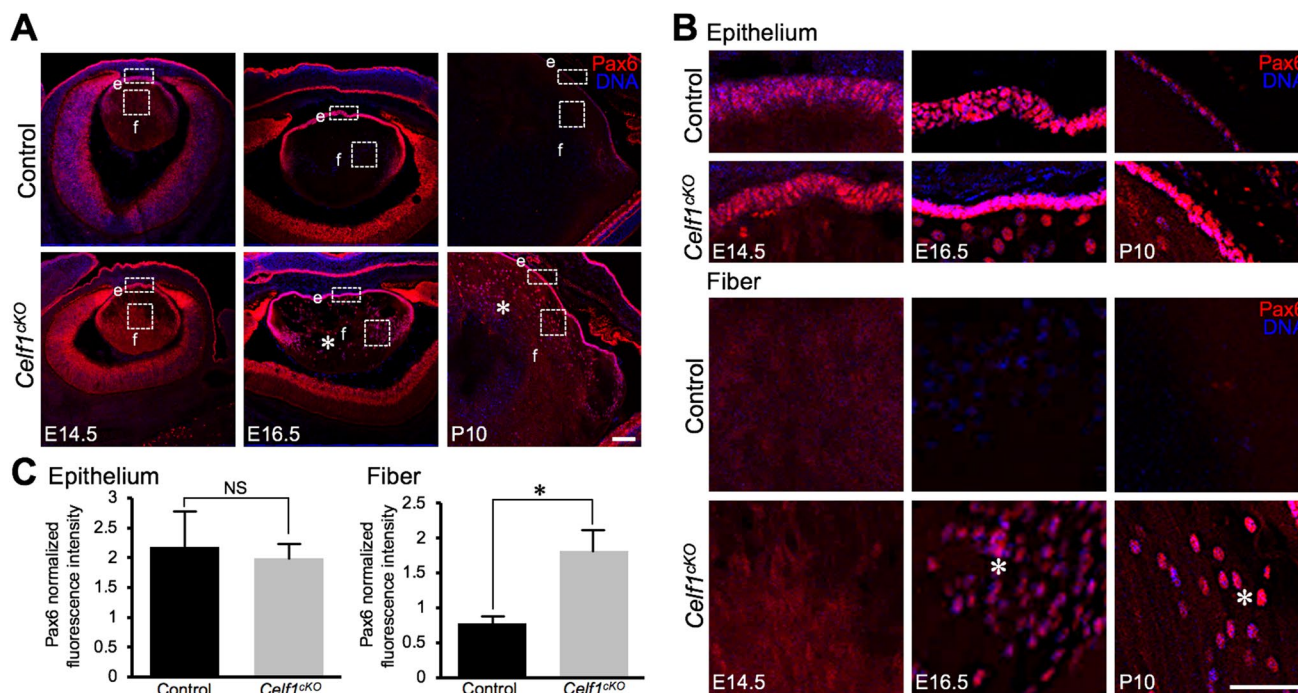 A
Pax6
DNA
Control
e
f
e
f
e
f
Celf1cKO
e
f
E14.5
e
f
*
E16.5
e
*
f
P10
B
Epithelium
Pax6
DNA
Control
Celf1cKO
E14.5
E16.5
P10
Fiber
Pax6
DNA
Control
Celf1cKO
E14.5
*
E16.5
*
P10
C
Epithelium
Pax6 normalized
fluorescence intensity
3
2.5
2
1.5
1
0.5
0
NS
Control
Celf1cKO
Fiber
Pax6 normalized
fluorescence intensity
2.5
2
1.5
1
0.5
0
*
Control
Celf1cKO